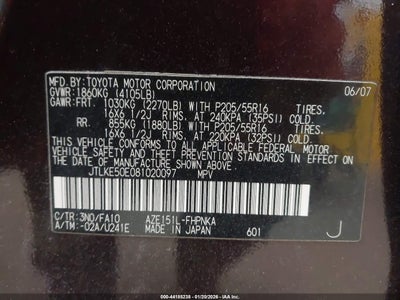 MFD.BY: TOYOTA MOTOR CORPORATION 06/07
GVWR: 1860KG (4105LB)
GAWR: FRT. 1030KG (2270LB) WITH P205/55R16 TIRES.
16X6 1/2J RIMS. AT 240KPA (35PSI) COLD
RR. 855KG (1880LB) WITH P205/55R16 TIRES.
16X6 1/2J RIMS. AT 220KPA (32PSI) COLD
THIS VEHICLE CONFORMS TO ALL APPLICABLE FEDERAL MOTOR
VEHICLE SAFETY AND
THEFT PREVENTION STANDARDS IN EFFECT ON THE DATE OF
MANUFACTURE SHOWN ABOVE.
JTLKE50E081020097 MPV
C/TR: 3N0/FA10 AZE151L-FHPNKA
A/TM: -02A/U241E MADE IN JAPAN 601 J
ID: 44155238 - 01/20/2026 - IAAI.COM